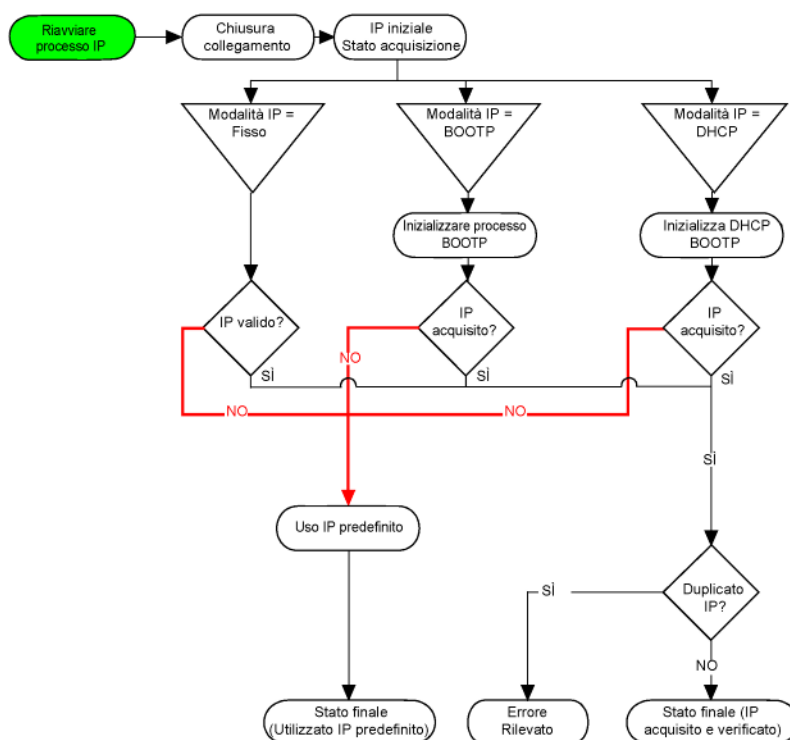 Riavviare
processo IP
Chiusura
collegamento
IP iniziale
Stato acquisizione
Modalità IP =
Fisso
Modalità IP =
BOOTP
Modalità IP =
DHCP
Inizializzare processo
BOOTP
Inizializza DHCP
BOOTP
IP valido?
IP
acquisito?
IP
acquisito?
NO
SÌ
SÌ
SÌ
NO
NO
SÌ
Uso IP predefinito
Duplicato
IP?
SÌ
NO
Stato finale
(Utilizzato IP predefinito)
Errore
Rilevato
Stato finale (IP
acquisito e verificato)